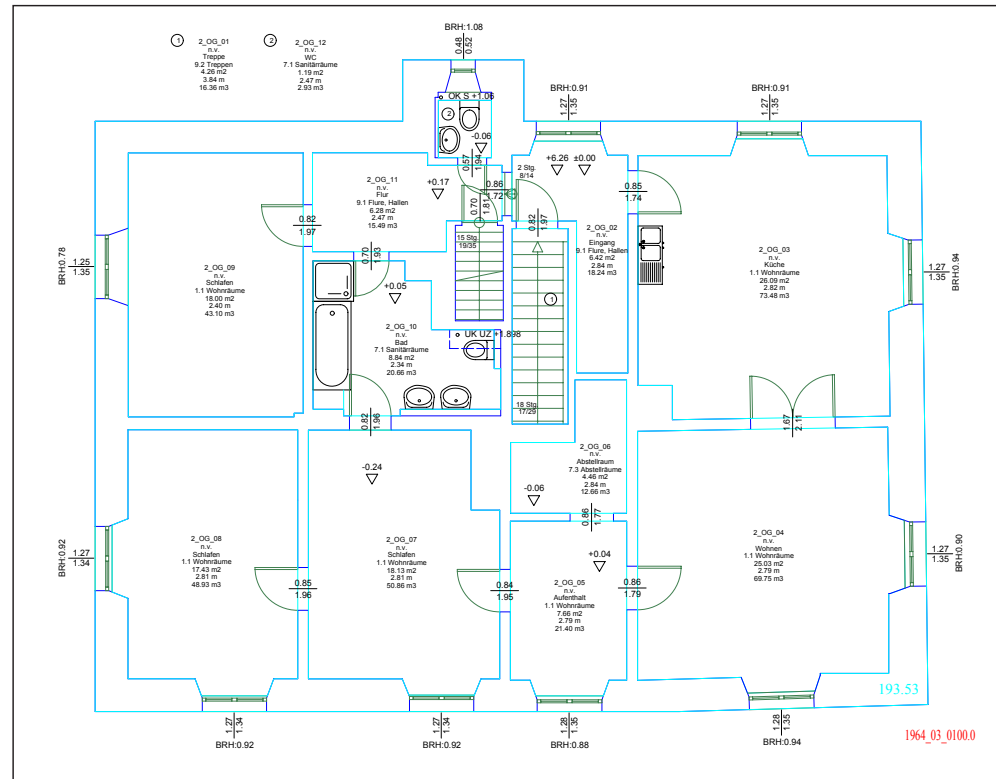 BRH:1.08
0.48
0.52
1
2_OG_01
n.v.
Treppe
9.2 Treppen
4.26 m2
3.84 m
16.36 m3
2
2_OG_12
n.v.
WC
7.1 Sanitärräume
1.19 m2
2.47 m
2.93 m3
BRH:0.91
1.27
1.35
BRH:0.91
1.27
1.35
OK S +1.06
2
-0.06
0.57
1.94
2 Stg.
8/14
+6.26
±0.00
0.86
1.72
0.85
1.74
2_OG_11
n.v.
Flur
9.1 Flure, Hallen
6.28 m2
2.47 m
15.49 m3
+0.17
0.70
1.81
0.82
1.97
0.82
1.97
15 Stg.
19/35
2_OG_02
n.v.
Eingang
9.1 Flure, Hallen
6.42 m2
2.84 m
18.24 m3
2_OG_03
n.v.
Küche
1.1 Wohnräume
26.09 m2
2.82 m
73.48 m3
BRH:0.78
1.25
1.35
2_OG_09
n.v.
Schlafen
1.1 Wohnräume
18.00 m2
2.40 m
43.10 m3
0.70
1.93
+0.05
1
1.27
1.35
BRH:0.94
2_OG_10
n.v.
Bad
7.1 Sanitärräume
8.84 m2
2.34 m
20.66 m3
UK UZ +1.898
0.82
1.96
18 Stg.
17/29
1.67
2.11
-0.24
2_OG_06
n.v.
Abstellraum
7.3 Abstellräume
4.46 m2
2.84 m
12.66 m3
-0.06
0.86
1.77
BRH:0.92
1.27
1.34
2_OG_08
n.v.
Schlafen
1.1 Wohnräume
17.43 m2
2.81 m
48.93 m3
0.85
1.96
2_OG_07
n.v.
Schlafen
1.1 Wohnräume
18.13 m2
2.81 m
50.86 m3
0.84
1.95
+0.04
2_OG_05
n.v.
Aufenthalt
1.1 Wohnräume
7.66 m2
2.79 m
21.40 m3
0.86
1.79
2_OG_04
n.v.
Wohnen
1.1 Wohnräume
25.03 m2
2.79 m
69.75 m3
1.27
1.35
BRH:0.90
193.53
1.27
1.34
BRH:0.92
1.27
1.34
BRH:0.92
1.28
1.35
BRH:0.88
1.28
1.35
BRH:0.94
1964_03_0100.0